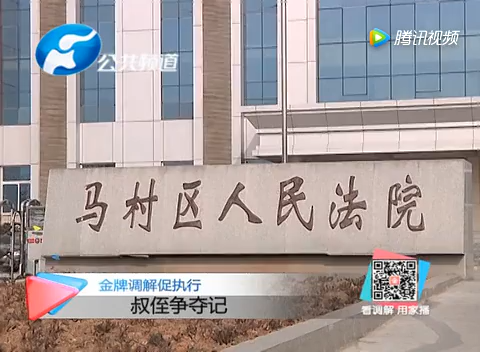 公共频道
腾讯视频
马村区人民法院
金牌调解促执行
叔侄争夺记
看调解 用家播